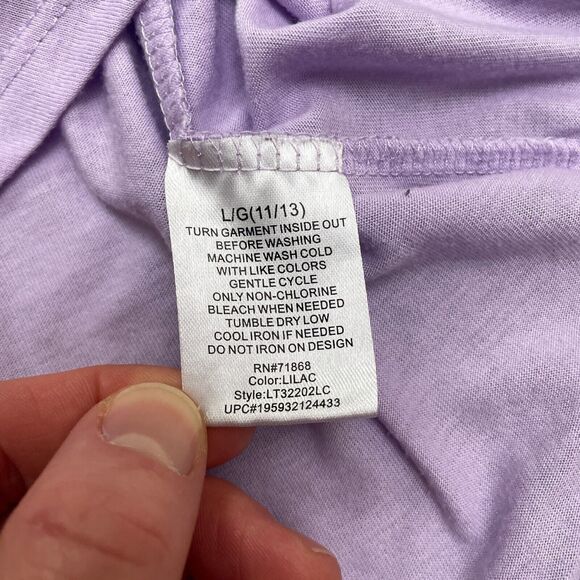 L/G(11/13)
TURN GARMENT INSIDE OUT
BEFORE WASHING
MACHINE WASH COLD
WITH LIKE COLORS
GENTLE CYCLE
ONLY NON-CHLORINE
BLEACH WHEN NEEDED
TUMBLE DRY LOW
COOL IRON IF NEEDED
DO NOT IRON ON DESIGN
RN#71868
Color:LILAC
Style:LT32202LC
UPC#195932124433